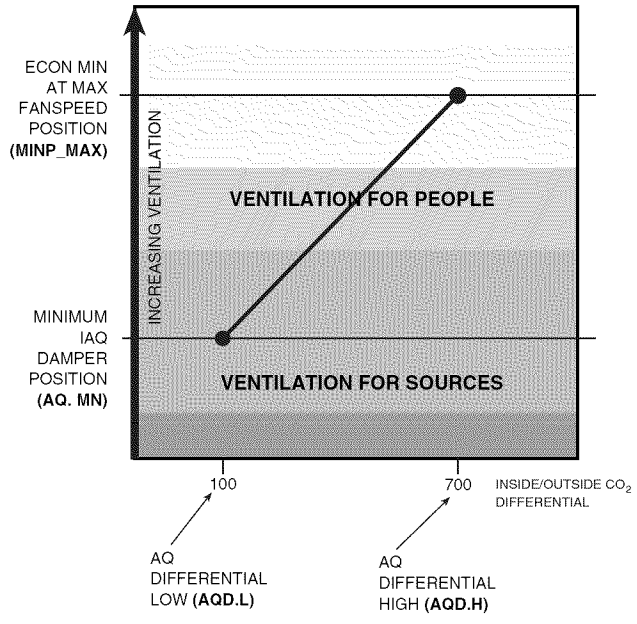 ECON MIN
AT MAX
FANSPEED
POSITION
(MINP_MAX)
INCREASING VENTILATION
VENTILATION FOR PEOPLE
MINIMUM
IAQ
DAMPER
POSITION
(AQ. MN)
VENTILATION FOR SOURCES
100
700
INSIDE/OUTSIDE CO₂
DIFFERENTIAL
AQ
DIFFERENTIAL
LOW (AQD.L)
AQ
DIFFERENTIAL
HIGH (AQD.H)